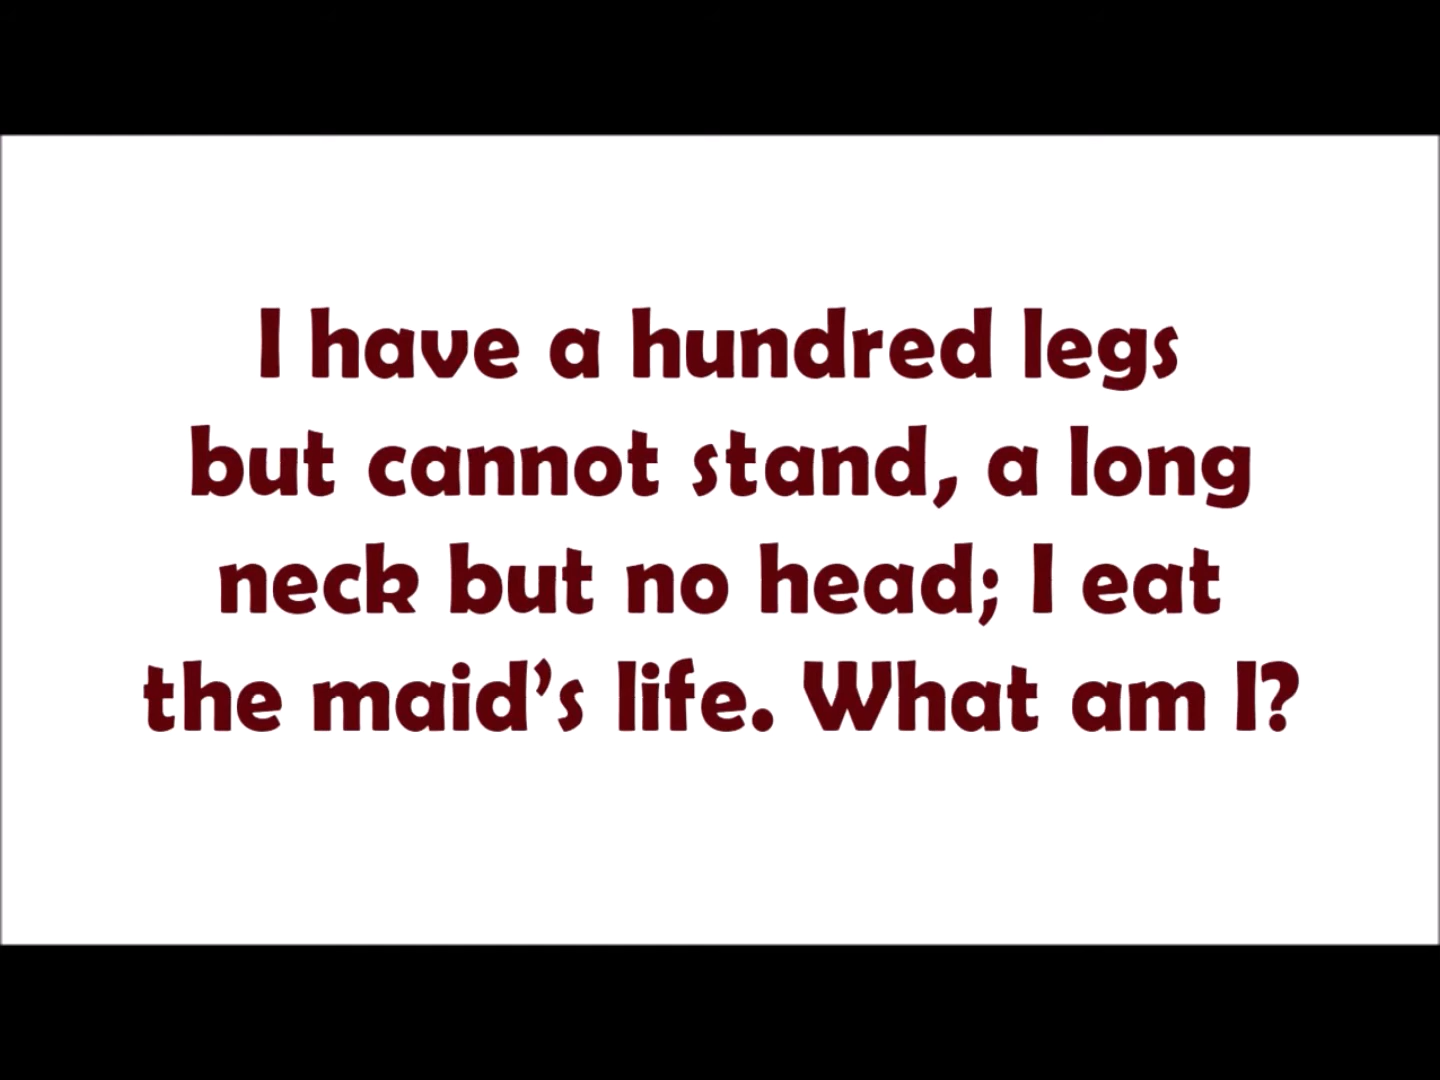 I have a hundred legs
but cannot stand, a long
neck but no head; I eat
the maid’s life. What am I?